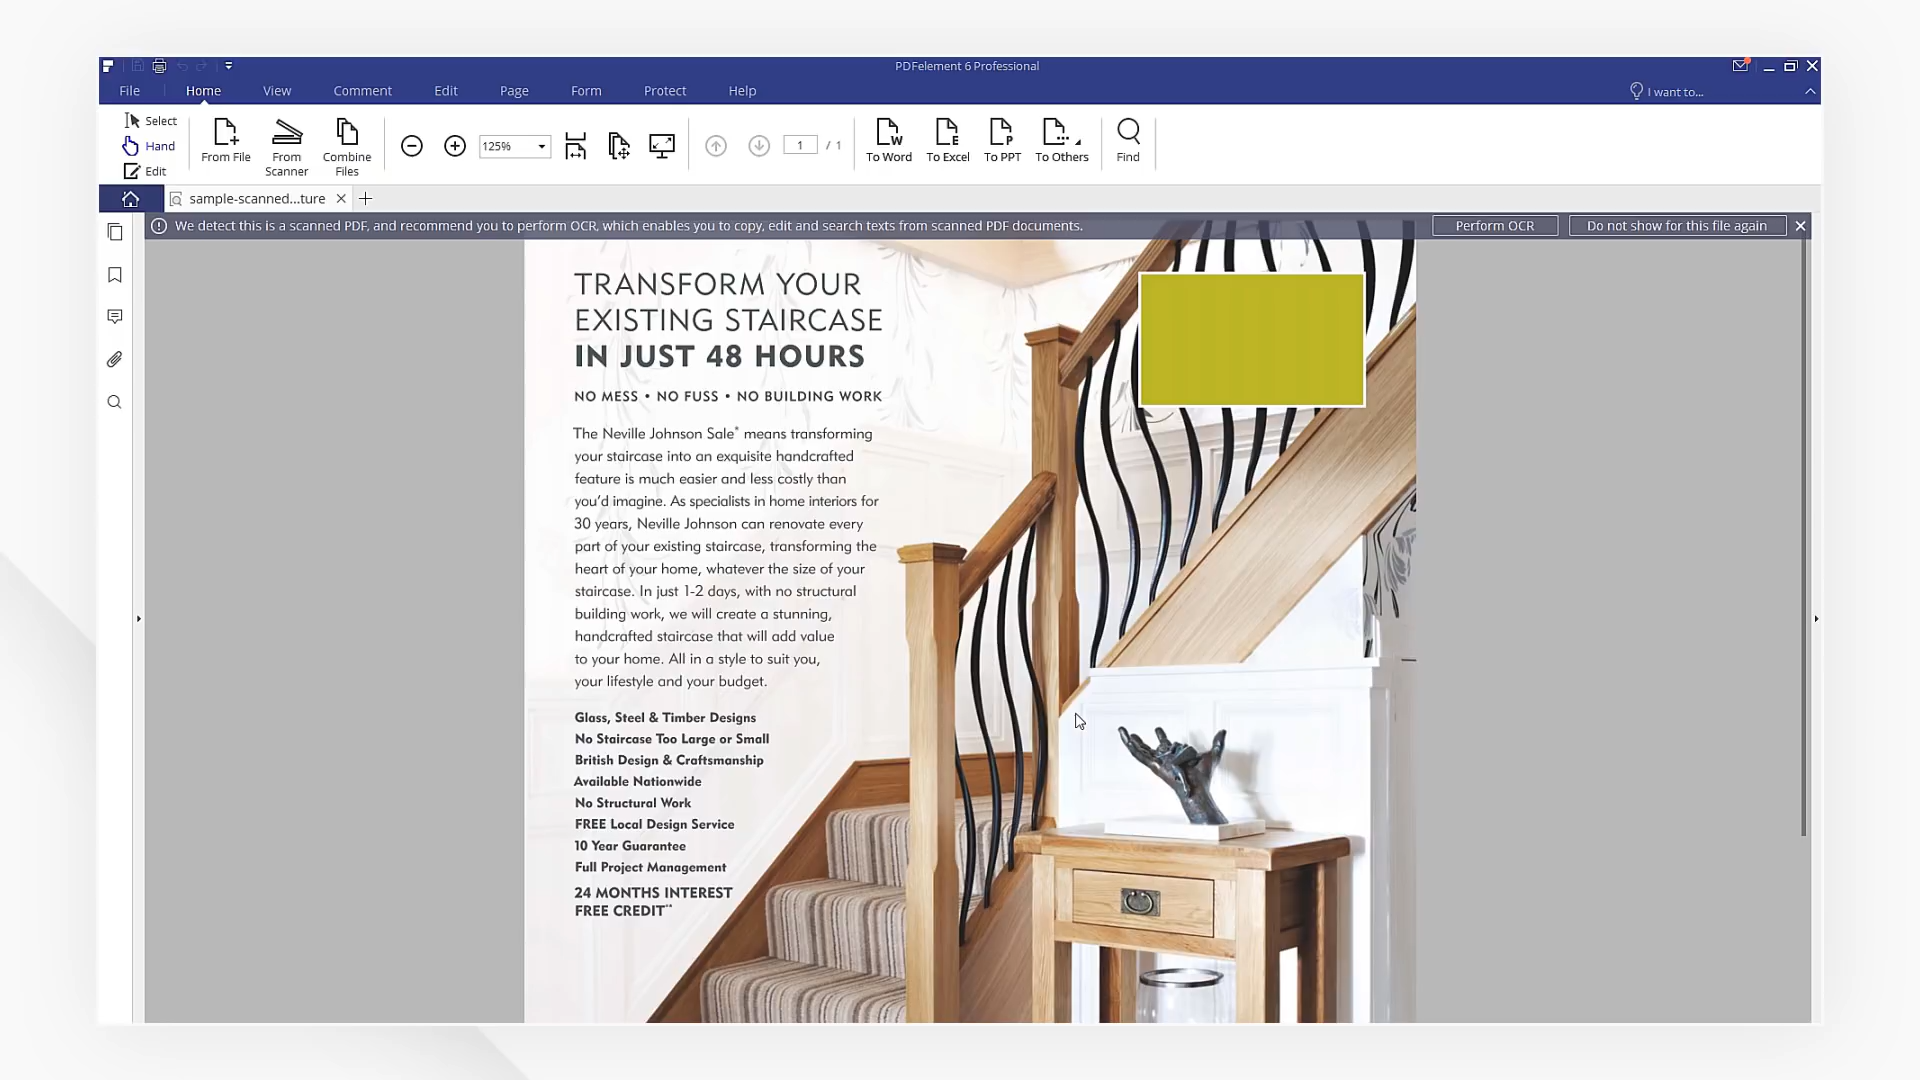 PDFelement 6 Professional
File Home View Comment Edit Page Form Protect Help
I want to...
Select
Hand
Edit
From File
From
Scanner
Combine
Files
125%
1 / 1
To Word
To Excel
To PPT
To Others
Find
sample-scanned...ture
We detect this is a scanned PDF, and recommend you to perform OCR, which enables you to copy, edit and search texts from scanned PDF documents.
Perform OCR
Do not show for this file again
TRANSFORM YOUR
EXISTING STAIRCASE
IN JUST 48 HOURS
NO MESS • NO FUSS • NO BUILDING WORK
The Neville Johnson Sale* means transforming
your staircase into an exquisite handcrafted
feature is much easier and less costly than
you’d imagine. As specialists in home interiors for
30 years, Neville Johnson can renovate every
part of your existing staircase, transforming the
heart of your home, whatever the size of your
staircase. In just 1-2 days, with no structural
building work, we will create a stunning,
handcrafted staircase that will add value
to your home. All in a style to suit you,
your lifestyle and your budget.
Glass, Steel & Timber Designs
No Staircase Too Large or Small
British Design & Craftsmanship
Available Nationwide
No Structural Work
FREE Local Design Service
10 Year Guarantee
Full Project Management
24 MONTHS INTEREST
FREE CREDIT**